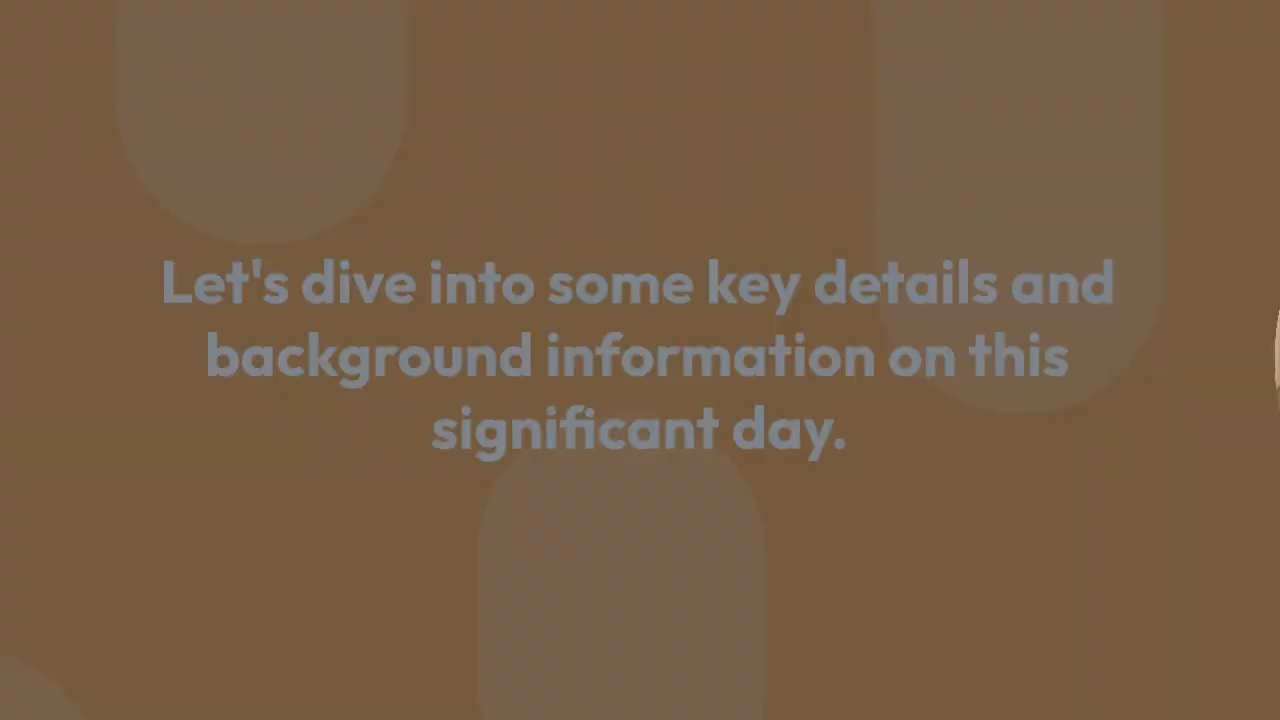 Let's dive into some key details and
background information on this
significant day.